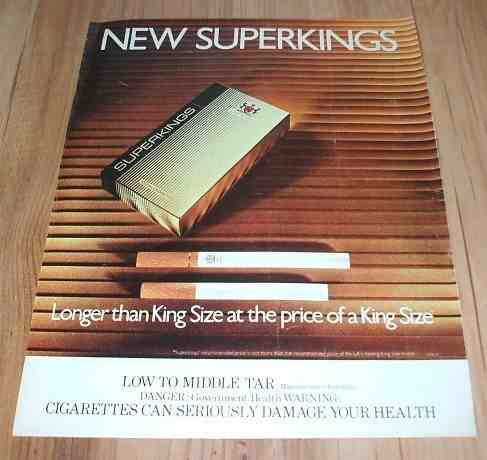 NEW SUPERKINGS
SUPERKINGS
Longer than King Size at the price of a King Size
LOW TO MIDDLE TAR
DANGER: Government Health WARNING:
CIGARETTES CAN SERIOUSLY DAMAGE YOUR HEALTH